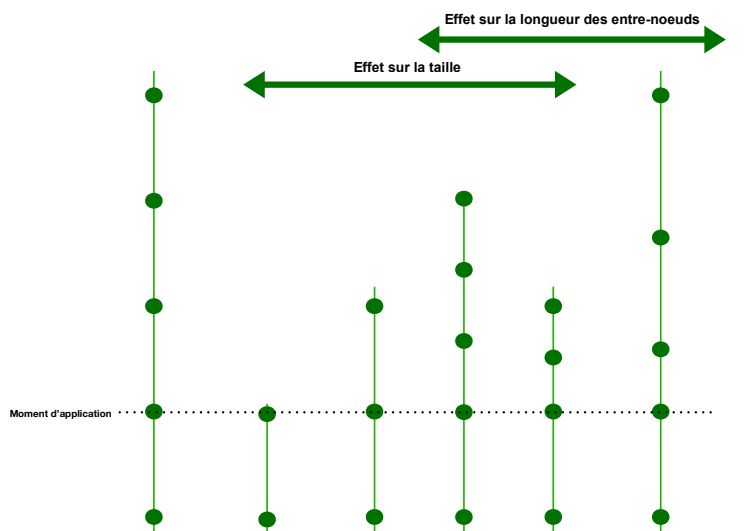 Effet sur la longueur des entre-noeuds
Effet sur la taille
Moment d'application